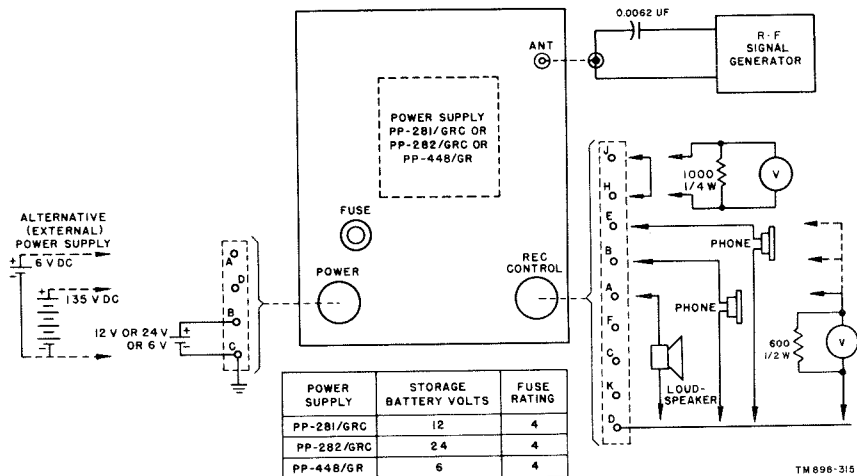 0.0062 UF
R-F
SIGNAL
GENERATOR
ANT
POWER SUPPLY
PP-281/GRC OR
PP-282/GRC OR
PP-448/GR
J
H
E
B
A
F
C
K
D
1000
1/4 W
V
PHONE
PHONE
600
1/2 W
V
LOUD-
SPEAKER
FUSE
POWER
REC
CONTROL
ALTERNATIVE
(EXTERNAL)
POWER SUPPLY
+
-
6 V DC
+
-
135 V DC
12 V OR 24 V
OR 6 V
+
-
A
D
B
C
POWER
SUPPLY
STORAGE
BATTERY VOLTS
FUSE
RATING
PP-281/GRC 12 4
PP-282/GRC 24 4
PP-448/GR 6 4
TM 898-315